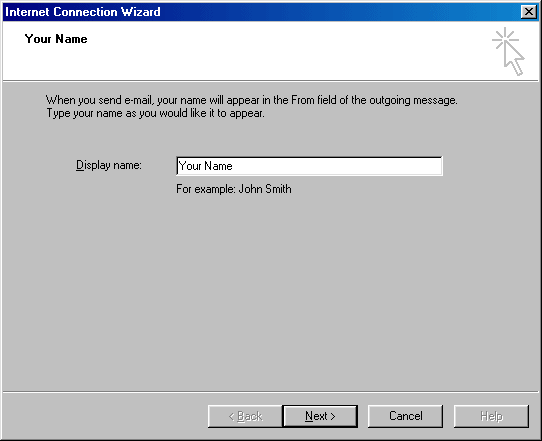 Internet Connection Wizard
Your Name
When you send e-mail, your name will appear in the From field of the outgoing message.
Type your name as you would like it to appear.
Display name: Your Name
For example: John Smith
< Back Next > Cancel Help